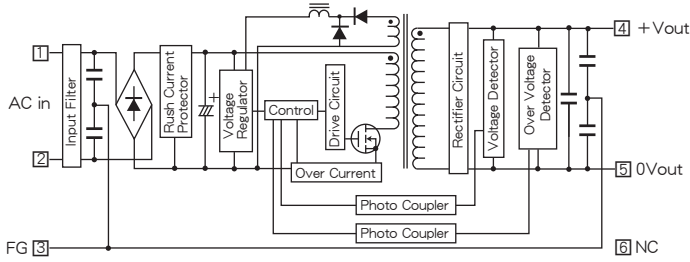 1
AC in
2
FG 3
Input Filter
Rush Current
Protector
Voltage
Regulator
Control
Drive Circuit
Over Current
Rectifier Circuit
Voltage Detector
Over Voltage
Detector
Photo Coupler
Photo Coupler
4 +Vout
5 0Vout
6 NC
+